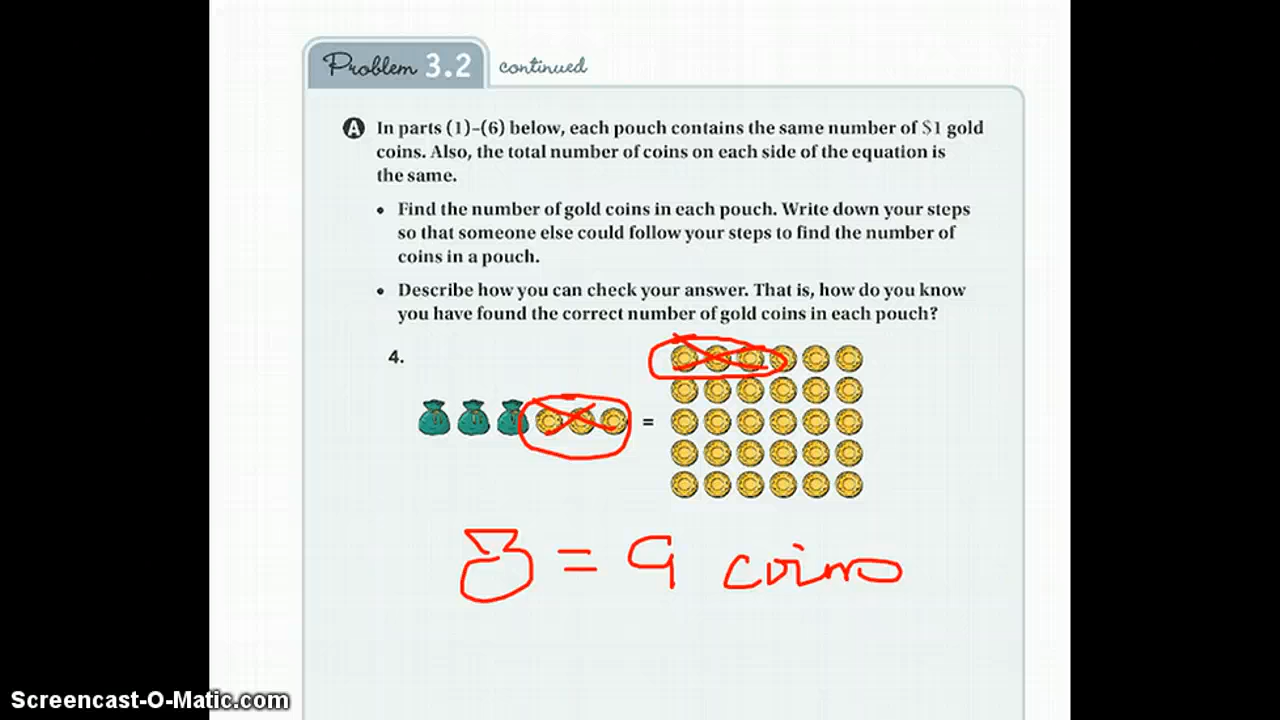 Problem 3.2 continued
A In parts (1)–(6) below, each pouch contains the same number of $1 gold
coins. Also, the total number of coins on each side of the equation is
the same.
• Find the number of gold coins in each pouch. Write down your steps
so that someone else could follow your steps to find the number of
coins in a pouch.
• Describe how you can check your answer. That is, how do you know
you have found the correct number of gold coins in each pouch?
4.
=
= 9 coins
Screencast-O-Matic.com